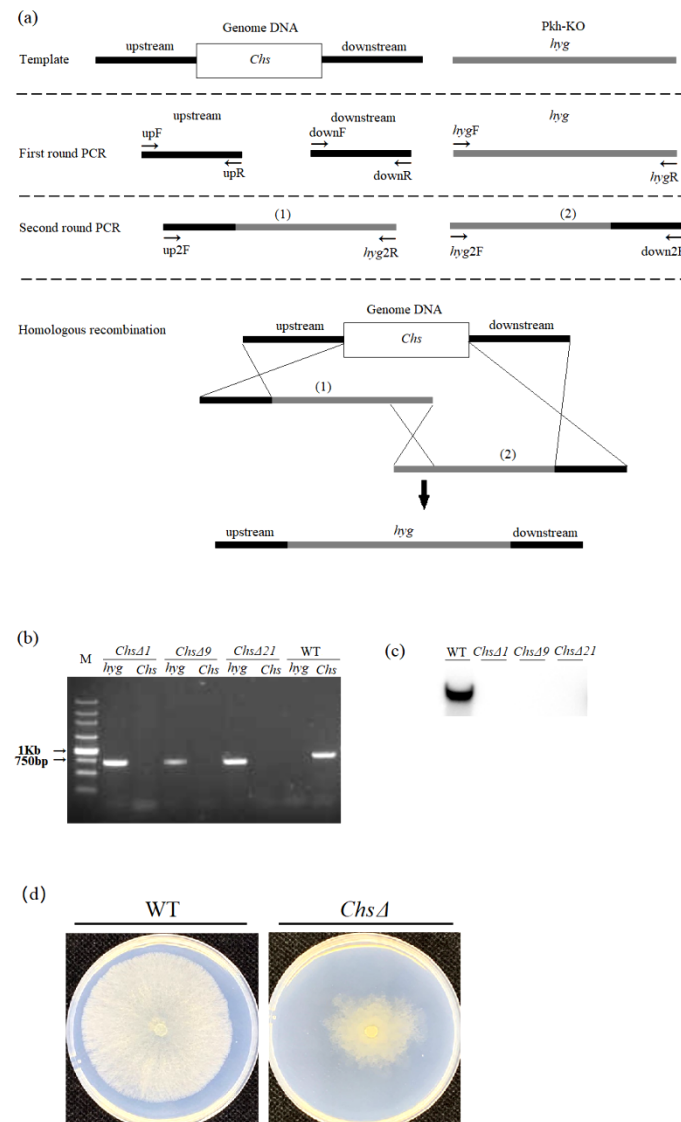 (a)
Genome DNA
Pkh-KO
upstream
downstream
hyg
Template
Chs
upstream
downstream
hyg
upF
downF
hygF
First round PCR
upR
downR
hygR
(1)
(2)
Second round PCR
up2F
hyg2R
hyg2F
down2R
Genome DNA
Homologous recombination
upstream
downstream
Chs
(1)
(2)
upstream
hyg
downstream
(b)
ChsΔ1 ChsΔ9 ChsΔ21 WT
M
hyg Chs hyg Chs hyg Chs hyg Chs
1Kb
750bp
(c)
WT ChsΔ1 ChsΔ9 ChsΔ21
(d)
WT
ChsΔ